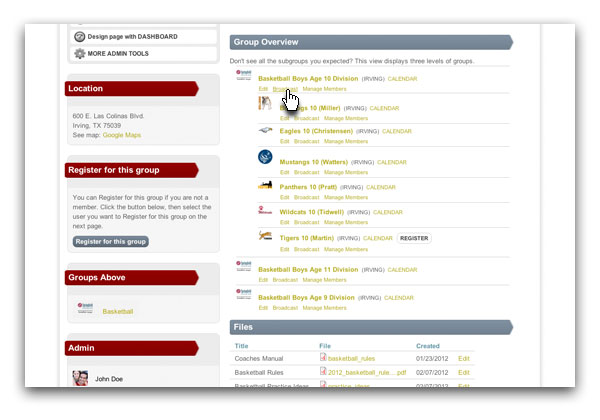 Design page with DASHBOARD
MORE ADMIN TOOLS
Location
600 E. Las Colinas Blvd.
Irving, TX 75039
See map: Google Maps
Register for this group
You can Register for this group if you are not a
member. Click the button below, then select the
user you want to Register for this group on the
next page.
Register for this group
Groups Above
Basketball
Admin
John Doe
Group Overview
Don't see all the subgroups you expected? This view displays three levels of groups.
Basketball Boys Age 10 Division (IRVING) CALENDAR
Edit Broadcast Manage Members
10 (Miller) (IRVING) CALENDAR
Edit Broadcast Manage Members
Eagles 10 (Christensen) (IRVING) CALENDAR
Edit Broadcast Manage Members
Mustangs 10 (Watters) (IRVING) CALENDAR
Edit Broadcast Manage Members
Panthers 10 (Pratt) (IRVING) CALENDAR
Edit Broadcast Manage Members
Wildcats 10 (Tidwell) (IRVING) CALENDAR
Edit Broadcast Manage Members
Tigers 10 (Martin) (IRVING) CALENDAR REGISTER
Edit Broadcast Manage Members
Basketball Boys Age 11 Division (IRVING) CALENDAR
Edit Broadcast Manage Members
Basketball Boys Age 9 Division (IRVING) CALENDAR
Edit Broadcast Manage Members
Files
Title File Created
Coaches Manual basketball_rules 01/23/2012 Edit
Basketball Rules 2012_basketball_rule....pdf 02/07/2012 Edit
Basketball Practice Ideas practice_ideas 02/07/2012 Edit